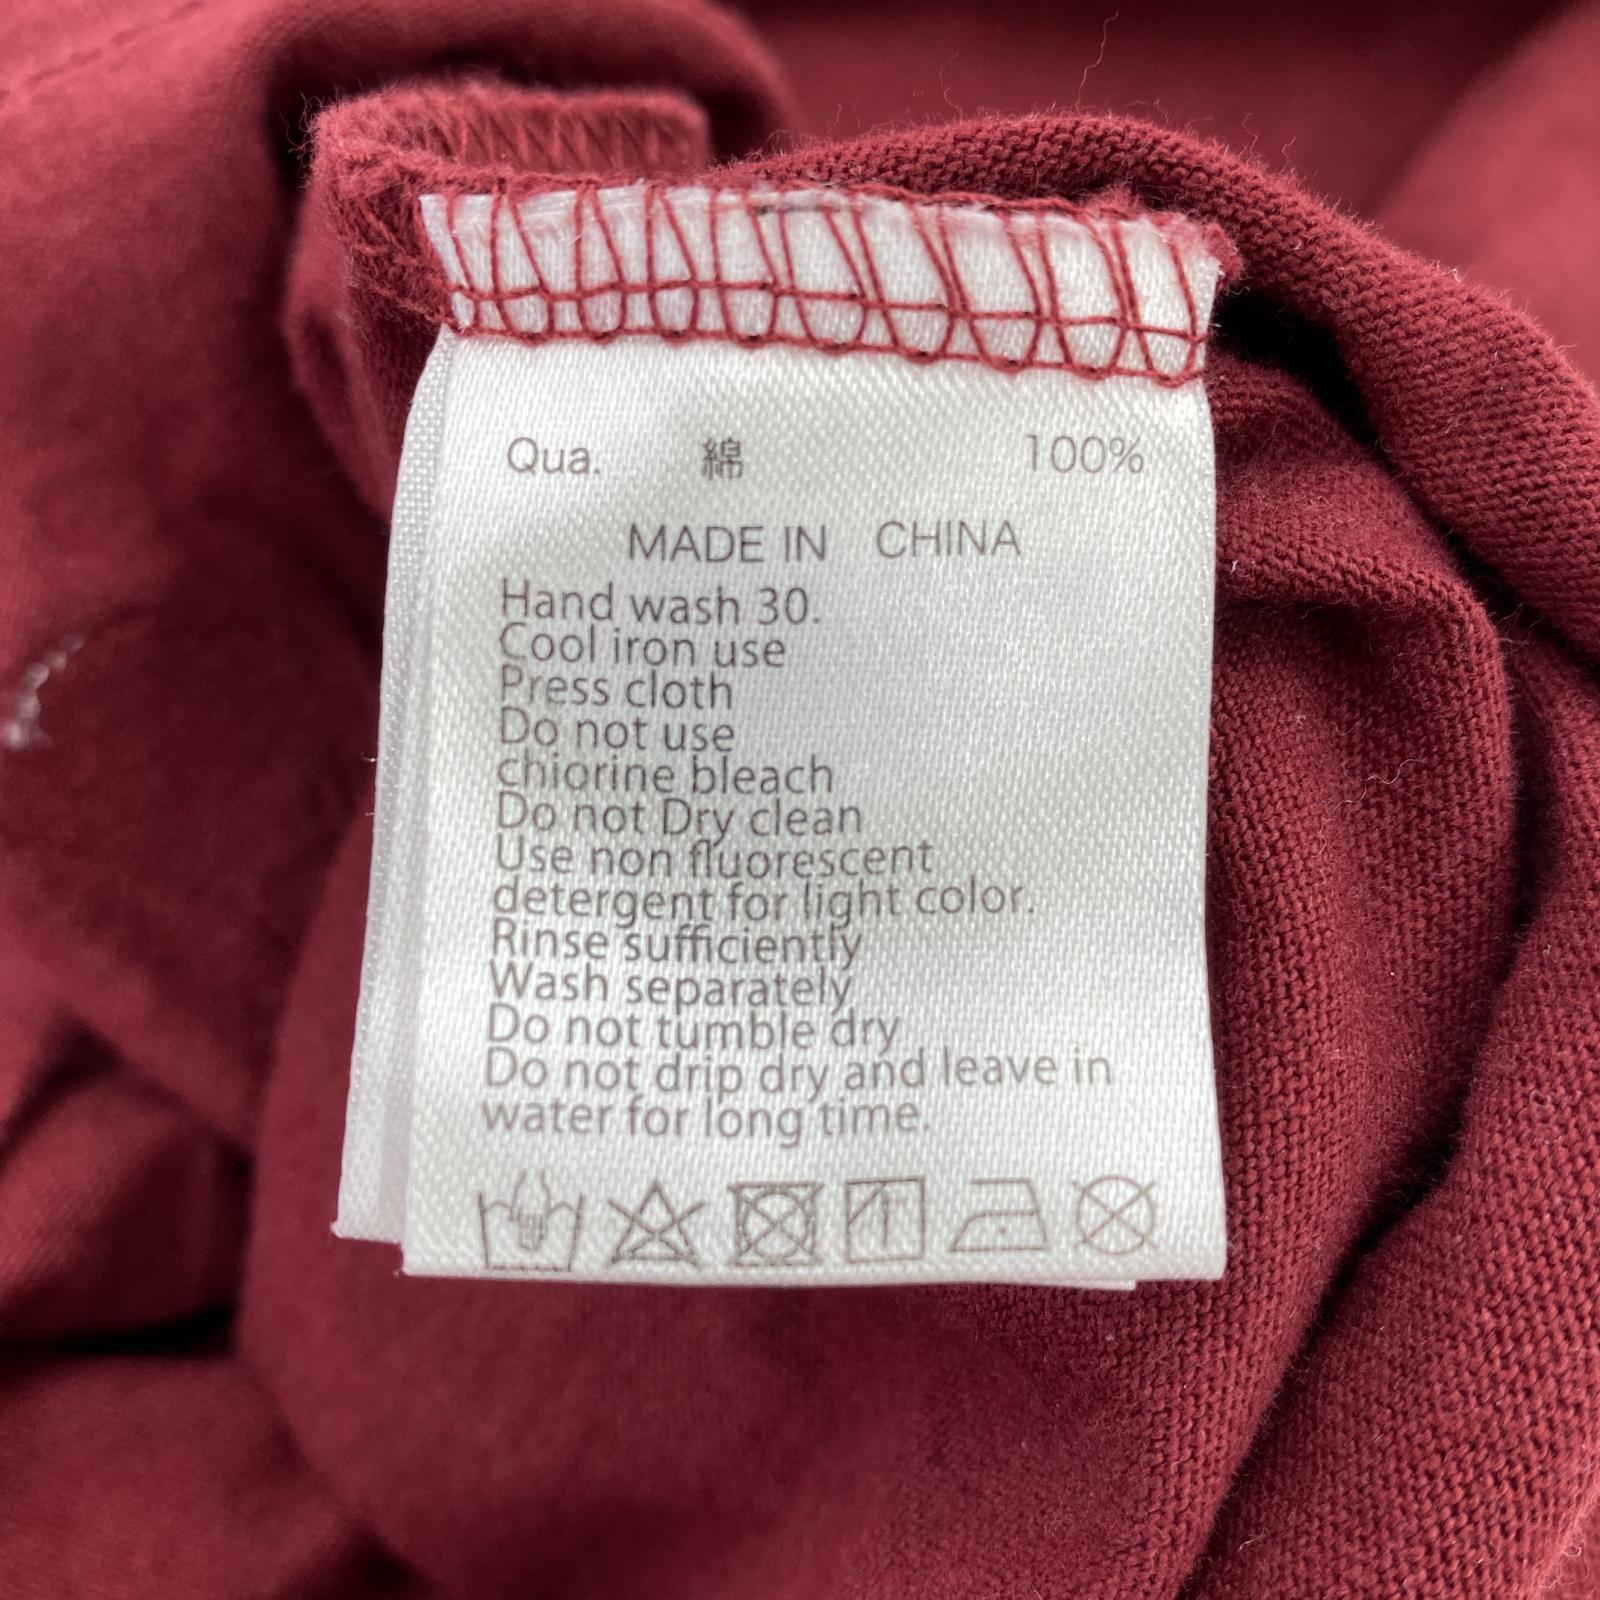 Qua. 綿 100%
MADE IN CHINA
Hand wash 30.
Cool iron use
Press cloth
Do not use
chiorine bleach
Do not Dry clean
Use non fluorescent
detergent for light color.
Rinse sufficiently
Wash separately
Do not tumble dry
Do not drip dry and leave in
water for long time.